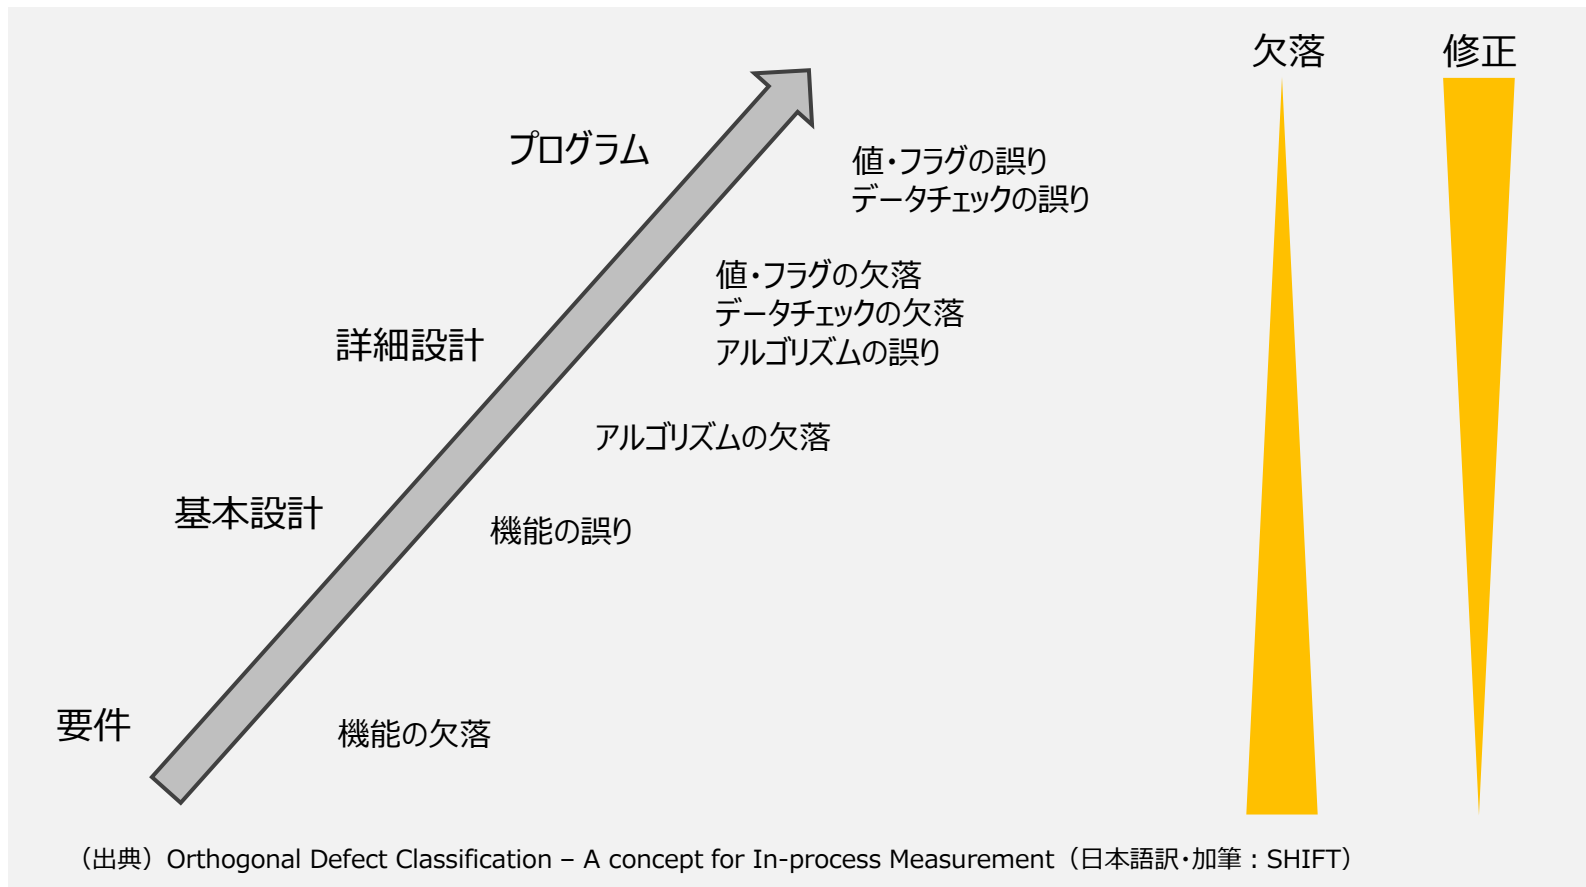 欠落
修正
プログラム
値・フラグの誤り
データチェックの誤り
値・フラグの欠落
データチェックの欠落
アルゴリズムの誤り
詳細設計
アルゴリズムの欠落
基本設計
機能の誤り
要件
機能の欠落
（出典）Orthogonal Defect Classification – A concept for In-process Measurement（日本語訳・加筆：SHIFT）